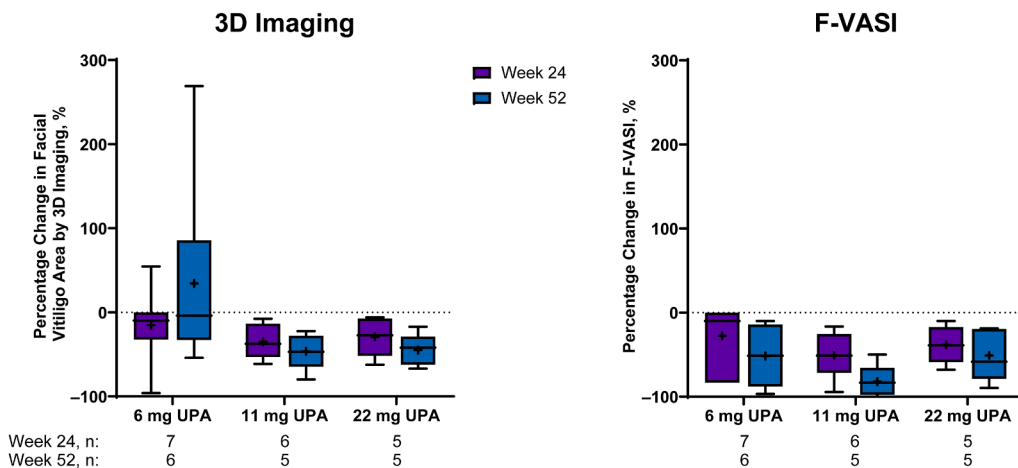 3D Imaging
Percentage Change in Facial
Vitiligo Area by 3D Imaging, %
300
200
100
0
–100
6 mg UPA 11 mg UPA 22 mg UPA
Week 24, n: 7 6 5
Week 52, n: 6 5 5
Week 24
Week 52
F-VASI
Percentage Change in F-VASI, %
300
200
100
0
–100
6 mg UPA 11 mg UPA 22 mg UPA
7 6 5
6 5 5